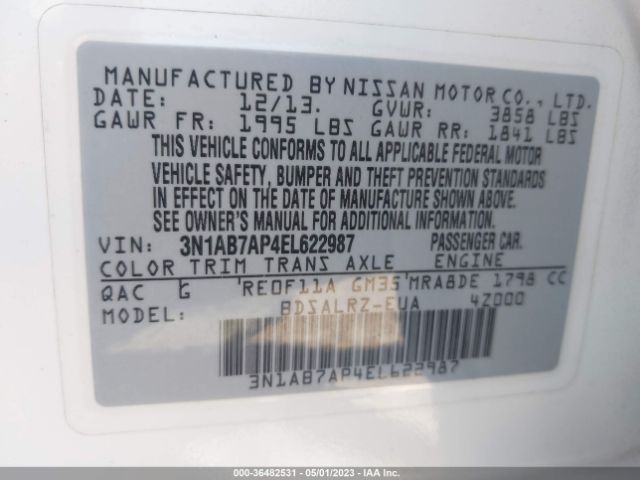 MANUFACTURED BY NISSAN MOTOR CO., LTD.
DATE: 12/13. GVWR: 3858 LBS
GAWR FR: 1995 LBS GAWR RR: 1841 LBS
THIS VEHICLE CONFORMS TO ALL APPLICABLE FEDERAL MOTOR
VEHICLE SAFETY, BUMPER AND THEFT PREVENTION STANDARDS
IN EFFECT ON THE DATE OF MANUFACTURE SHOWN ABOVE.
SEE OWNER'S MANUAL FOR ADDITIONAL INFORMATION.
VIN: 3N1AB7AP4EL622987 PASSENGER CAR.
COLOR TRIM TRANS AXLE ENGINE
QAC G 'RE0F11A GM35 'MRA8DE 1798 CC
MODEL: BDSALRZ-EUA 4Z000
3N1AB7AP4EL622987
000-36482531 - 05/01/2023 - IAA Inc.